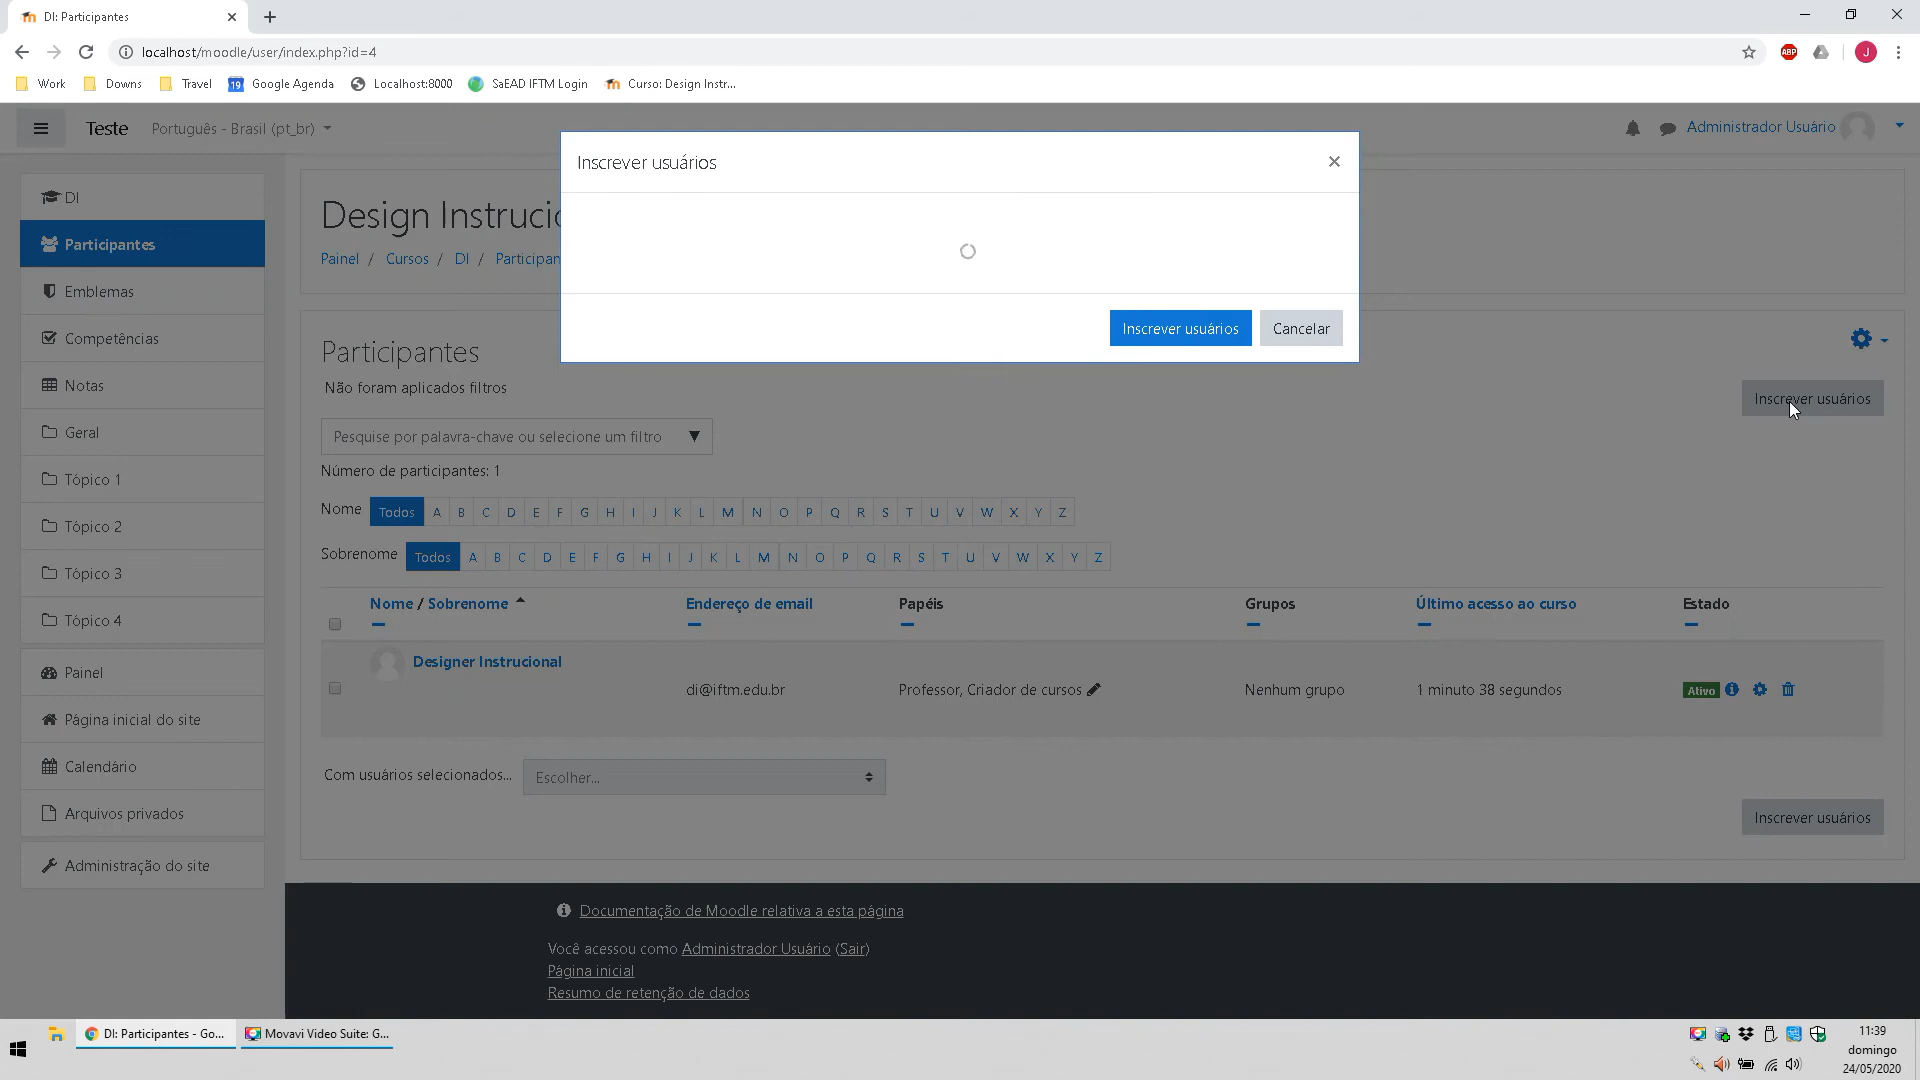 DI: Participantes
localhost/moodle/user/index.php?id=4
ABP
J
Work Downs Travel 19 Google Agenda Localhost:8000 SaEAD IFTM Login Curso: Design Instr...
Teste Português - Brasil (pt_br) Administrador Usuário
Inscrever usuários ×
Inscrever usuários Cancelar
DI
Participantes
Emblemas
Competências
Notas
Geral
Tópico 1
Tópico 2
Tópico 3
Tópico 4
Painel
Página inicial do site
Calendário
Arquivos privados
Administração do site
Design Instruci
Painel / Cursos / DI / Participan
Participantes
Não foram aplicados filtros
Inscrever usuários
Pesquise por palavra-chave ou selecione um filtro ▼
Número de participantes: 1
Nome Todos A B C D E F G H I J K L M N O P Q R S T U V W X Y Z
Sobrenome Todos A B C D E F G H I J K L M N O P Q R S T U V W X Y Z
Nome / Sobrenome Endereço de email Papéis Grupos Último acesso ao curso Estado
Designer Instrucional
di@iftm.edu.br Professor, Criador de cursos Nenhum grupo 1 minuto 38 segundos Ativo
Com usuários selecionados... Escolher...
Inscrever usuários
Documentação de Moodle relativa a esta página
Você acessou como Administrador Usuário (Sair)
Página inicial
Resumo de retenção de dados
DI: Participantes - Go... Movavi Video Suite: G...
11:39
domingo
24/05/2020